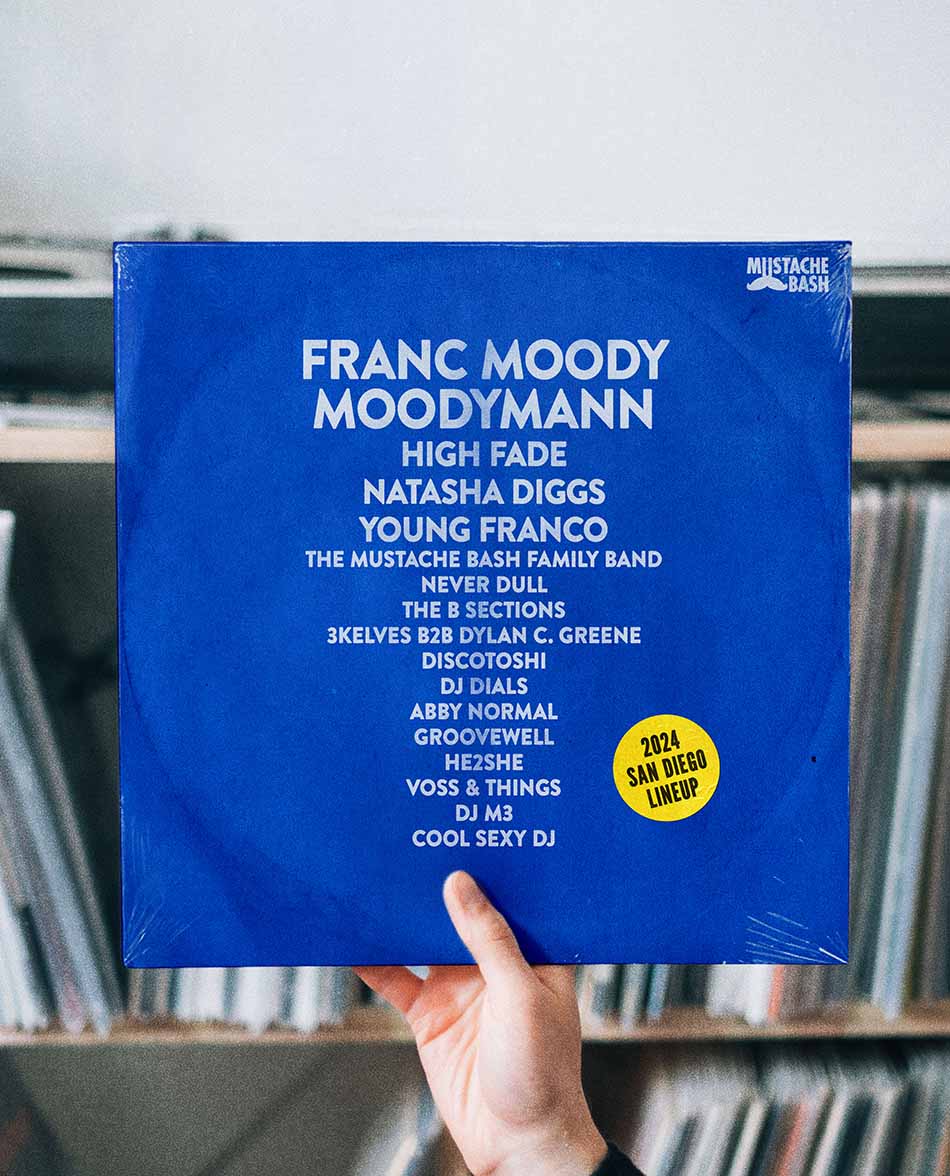 MUSTACHE
BASH
FRANC MOODY
MOODYMANN
HIGH FADE
NATASHA DIGGS
YOUNG FRANCO
THE MUSTACHE BASH FAMILY BAND
NEVER DULL
THE B SECTIONS
3KELVES B2B DYLAN C. GREENE
DISCOTOSHI
DJ DIALS
ABBY NORMAL
GROOVEWELL
HE2SHE
VOSS & THINGS
DJ M3
COOL SEXY DJ
2024
SAN DIEGO
LINEUP